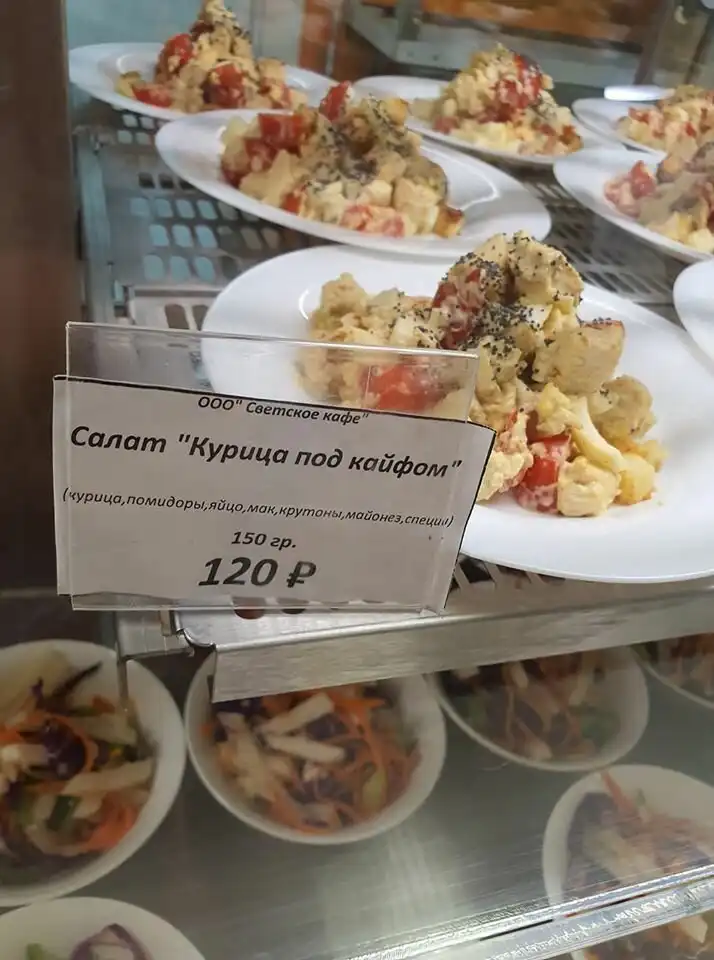 ООО" Светское кафе"
Салат "Курица под кайфом"
(курица,помидоры,яйцо,мак,крутоны,майонез,специи)
150 гр.
120 ₽